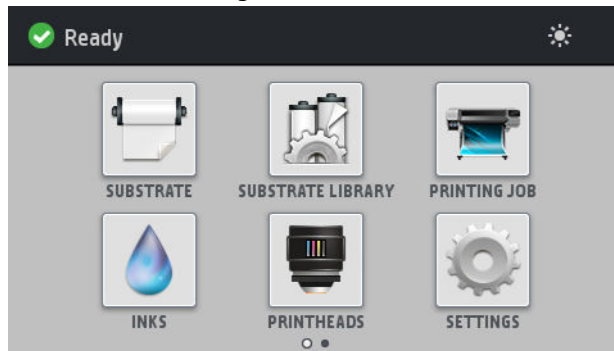 Ready
SUBSTRATE SUBSTRATE LIBRARY PRINTING JOB
INKS PRINTHEADS SETTINGS